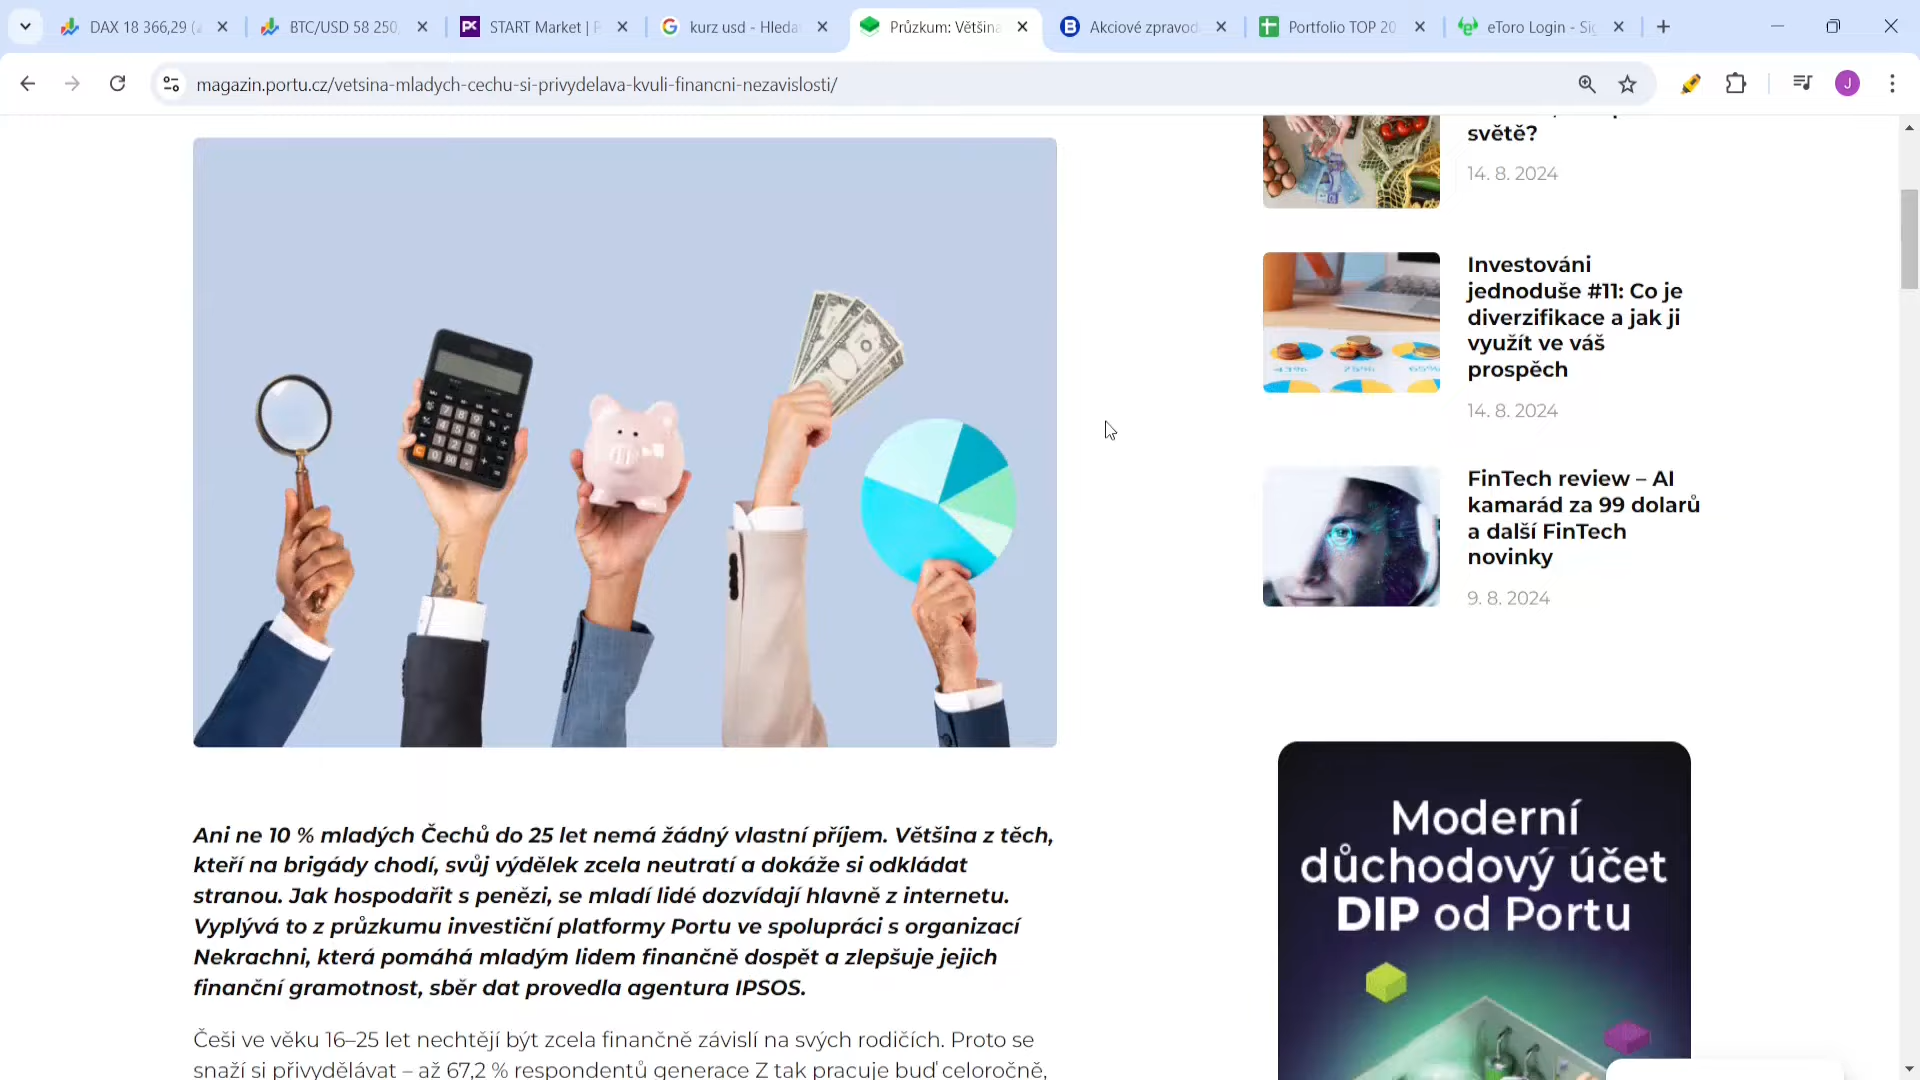 DAX 18 366,29 (
BTC/USD 58 250,
START Market |
kurz usd - Hleda
Průzkum: Většina
Akciové zpravod
Portfolio TOP 20
eToro Login - Sig
magazin.portu.cz/vetsina-mladych-cechu-si-privydelava-kvuli-financni-nezavislosti/
J
světě?
14. 8. 2024
Investováni
jednoduše #11: Co je
diverzifikace a jak ji
využít ve váš
prospěch
14. 8. 2024
FinTech review – AI
kamarád za 99 dolarů
a další FinTech
novinky
9. 8. 2024
Moderní
důchodový účet
DIP od Portu
Ani ne 10 % mladých Čechů do 25 let nemá žádný vlastní příjem. Většina z těch,
kteří na brigády chodí, svůj výdělek zcela neutratí a dokáže si odkládat
stranou. Jak hospodařit s penězi, se mladí lidé dozvídají hlavně z internetu.
Vyplývá to z průzkumu investiční platformy Portu ve spolupráci s organizací
Nekrachni, která pomáhá mladým lidem finančně dospět a zlepšuje jejich
finanční gramotnost, sběr dat provedla agentura IPSOS.
Češi ve věku 16–25 let nechtějí být zcela finančně závislí na svých rodičích. Proto se
snaží si přivydělávat – až 67,2 % respondentů generace Z tak pracuje buď celoročně,